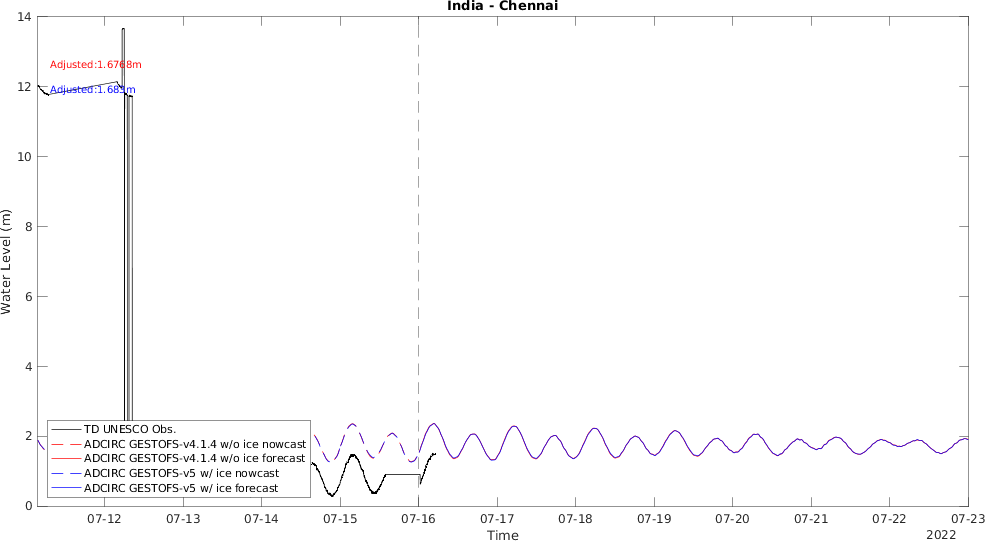 India - Chennai
14
12
10
8
6
4
2
0
Water Level (m)
Adjusted:1.6768m
Adjusted:1.683m
TD UNESCO Obs.
ADCIRC GESTOFS-v4.1.4 w/o ice nowcast
ADCIRC GESTOFS-v4.1.4 w/o ice forecast
ADCIRC GESTOFS-v5 w/ ice nowcast
ADCIRC GESTOFS-v5 w/ ice forecast
07-12 07-13 07-14 07-15 07-16 07-17 07-18 07-19 07-20 07-21 07-22 07-23
Time
2022